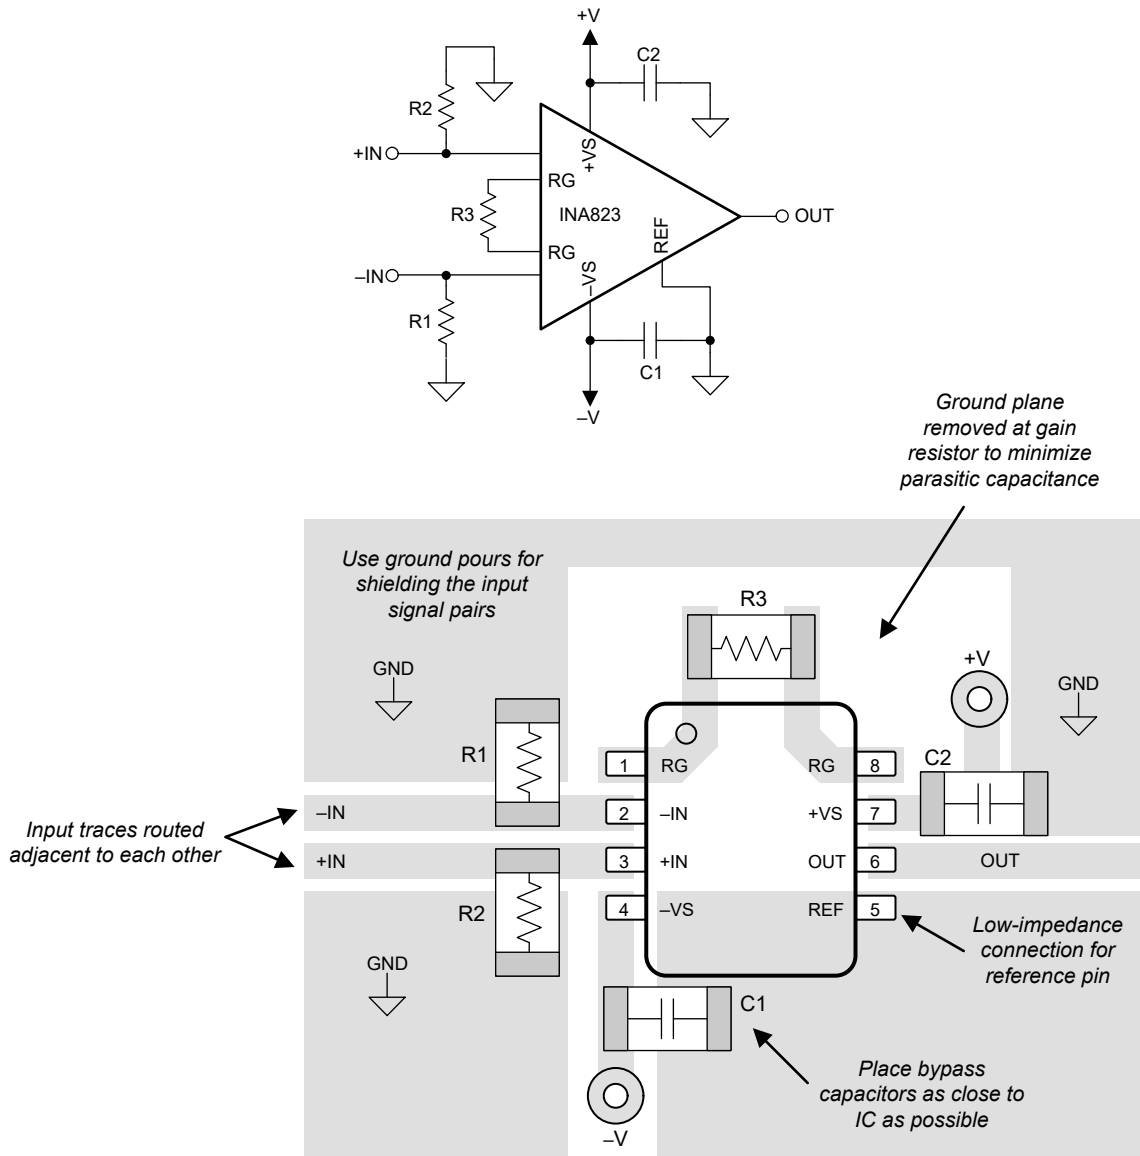 +V
C2
R2
+IN
+VS
RG
R3
INA823
OUT
REF
RG
–VS
–IN
R1
C1
–V
Ground plane
removed at gain
resistor to minimize
parasitic capacitance
Use ground pours for
shielding the input
signal pairs
R3
GND
+V
GND
R1
C2
1
RG
RG
8
–IN
2
–IN
+VS
7
Input traces routed
adjacent to each other
+IN
3
+IN
OUT
6
OUT
R2
4
–VS
REF
5
Low-impedance
connection for
reference pin
GND
C1
Place bypass
capacitors as close to
IC as possible
–V